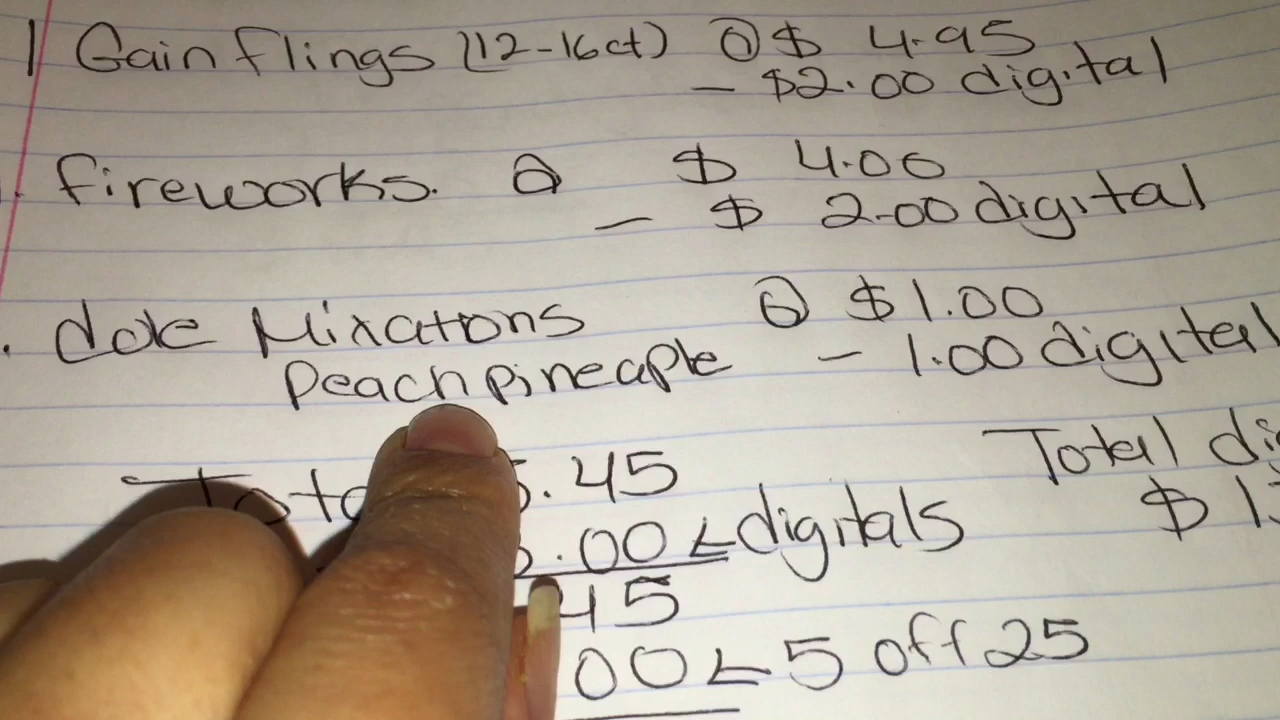 1 Gain flings (12-16ct) @ $ 4.95
- $2.00 digital
. fireworks. @ $ 4.00
- $ 2.00 digital
. dole Mixations @ $1.00
Peach pineaple - 1.00 digital
.45 Total
.00 < digitals $
45
00 < 5 off 25